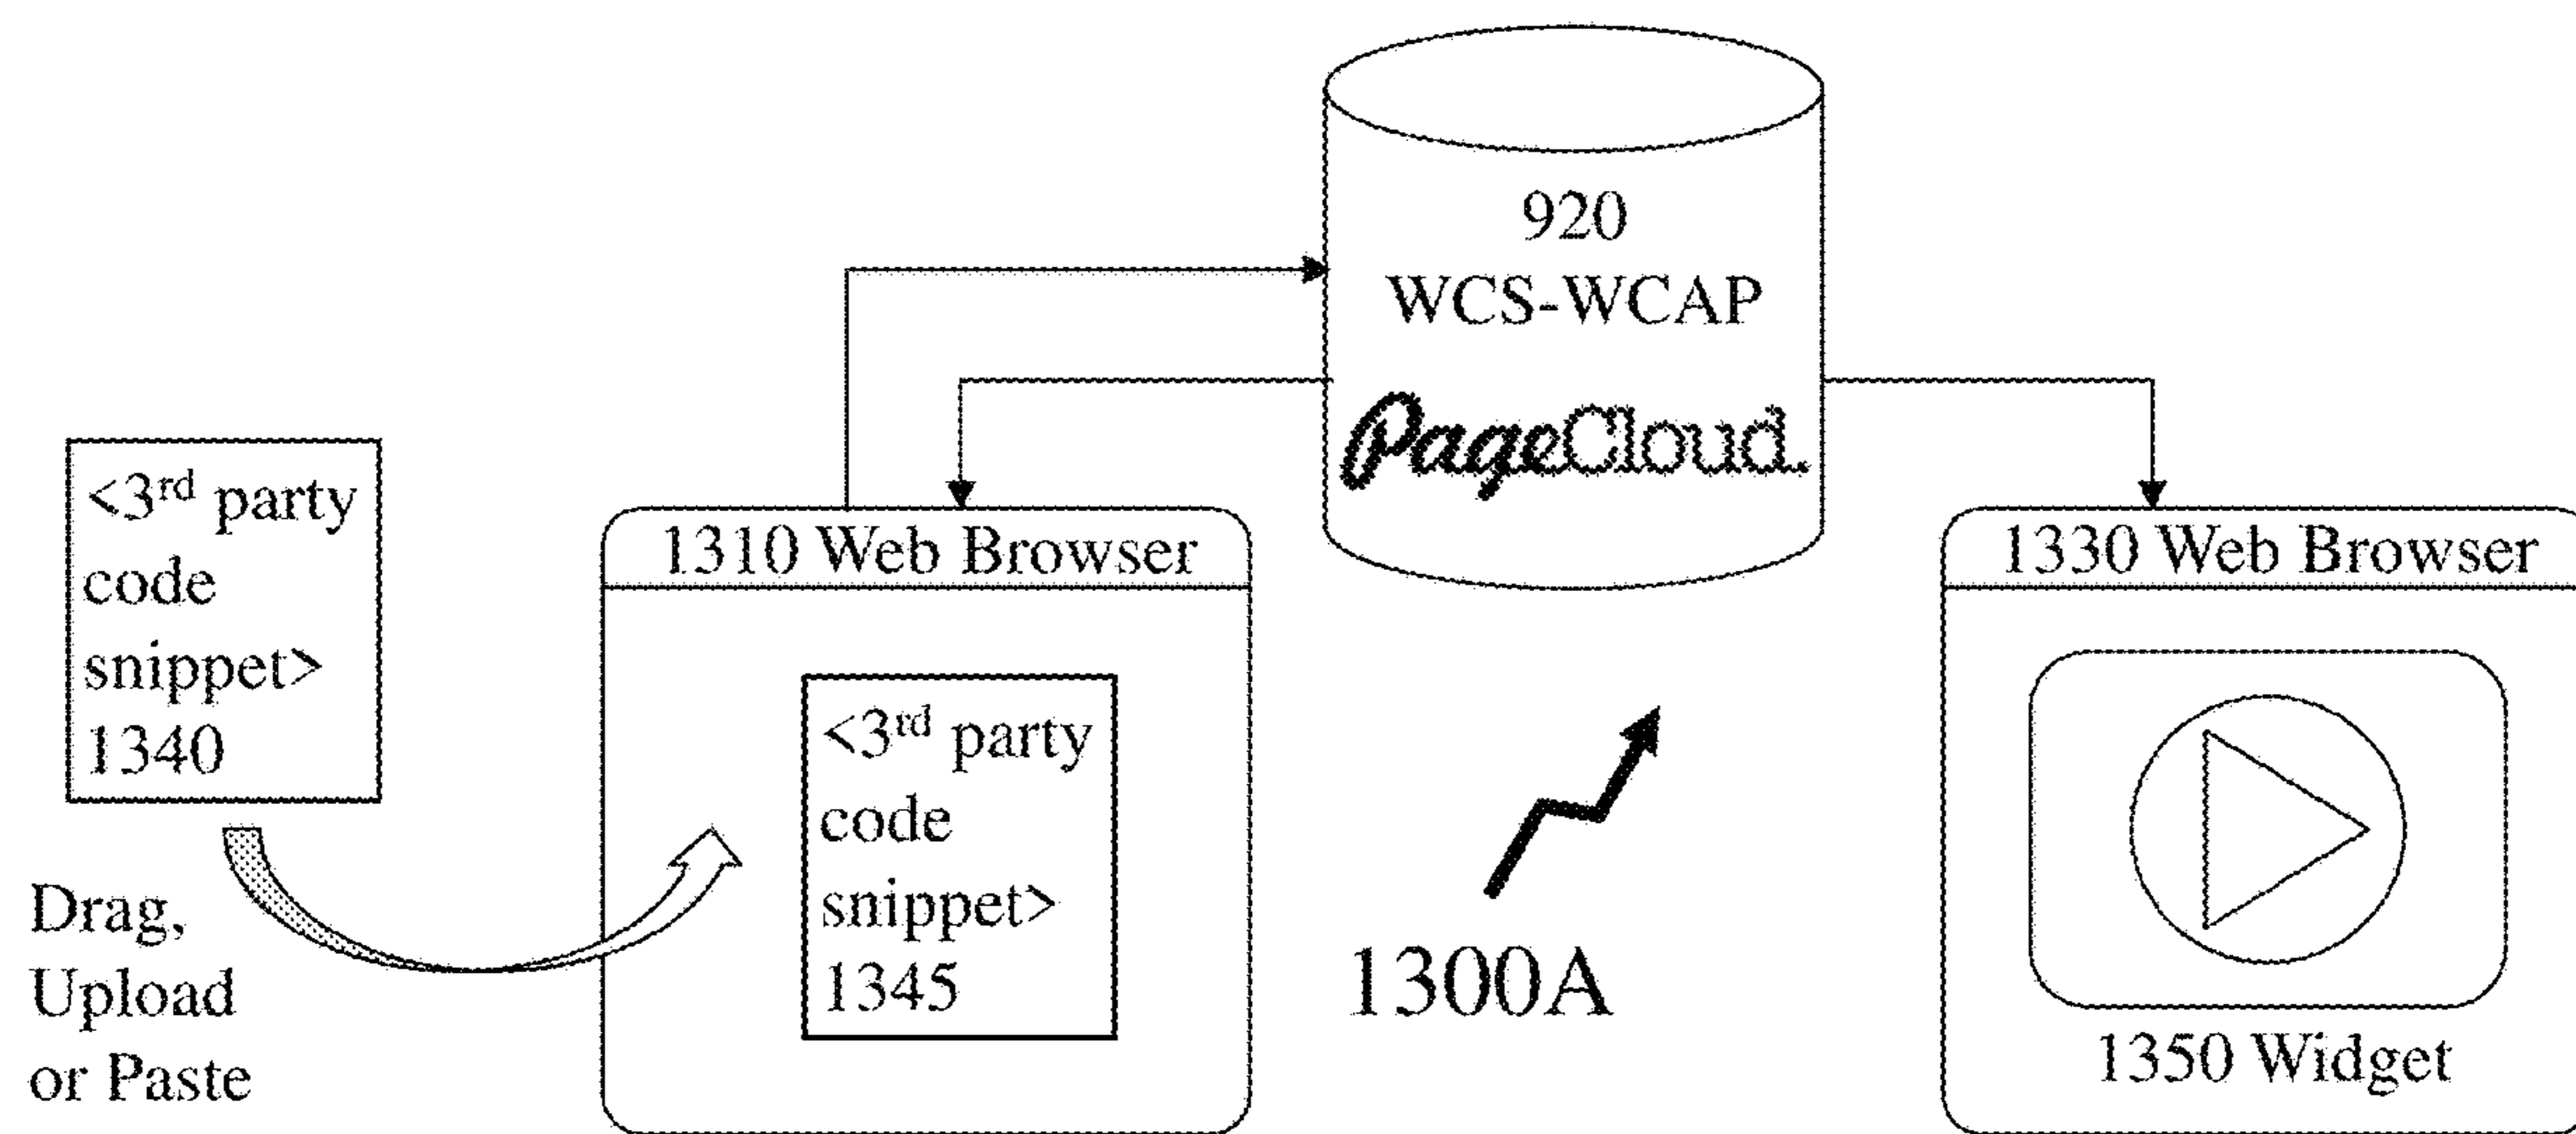 920
WCS-WCAP
PageCloud.
<3rd party
code
snippet>
1340
Drag,
Upload
or Paste
1310 Web Browser
<3rd party
code
snippet>
1345
1300A
1330 Web Browser
1350 Widget